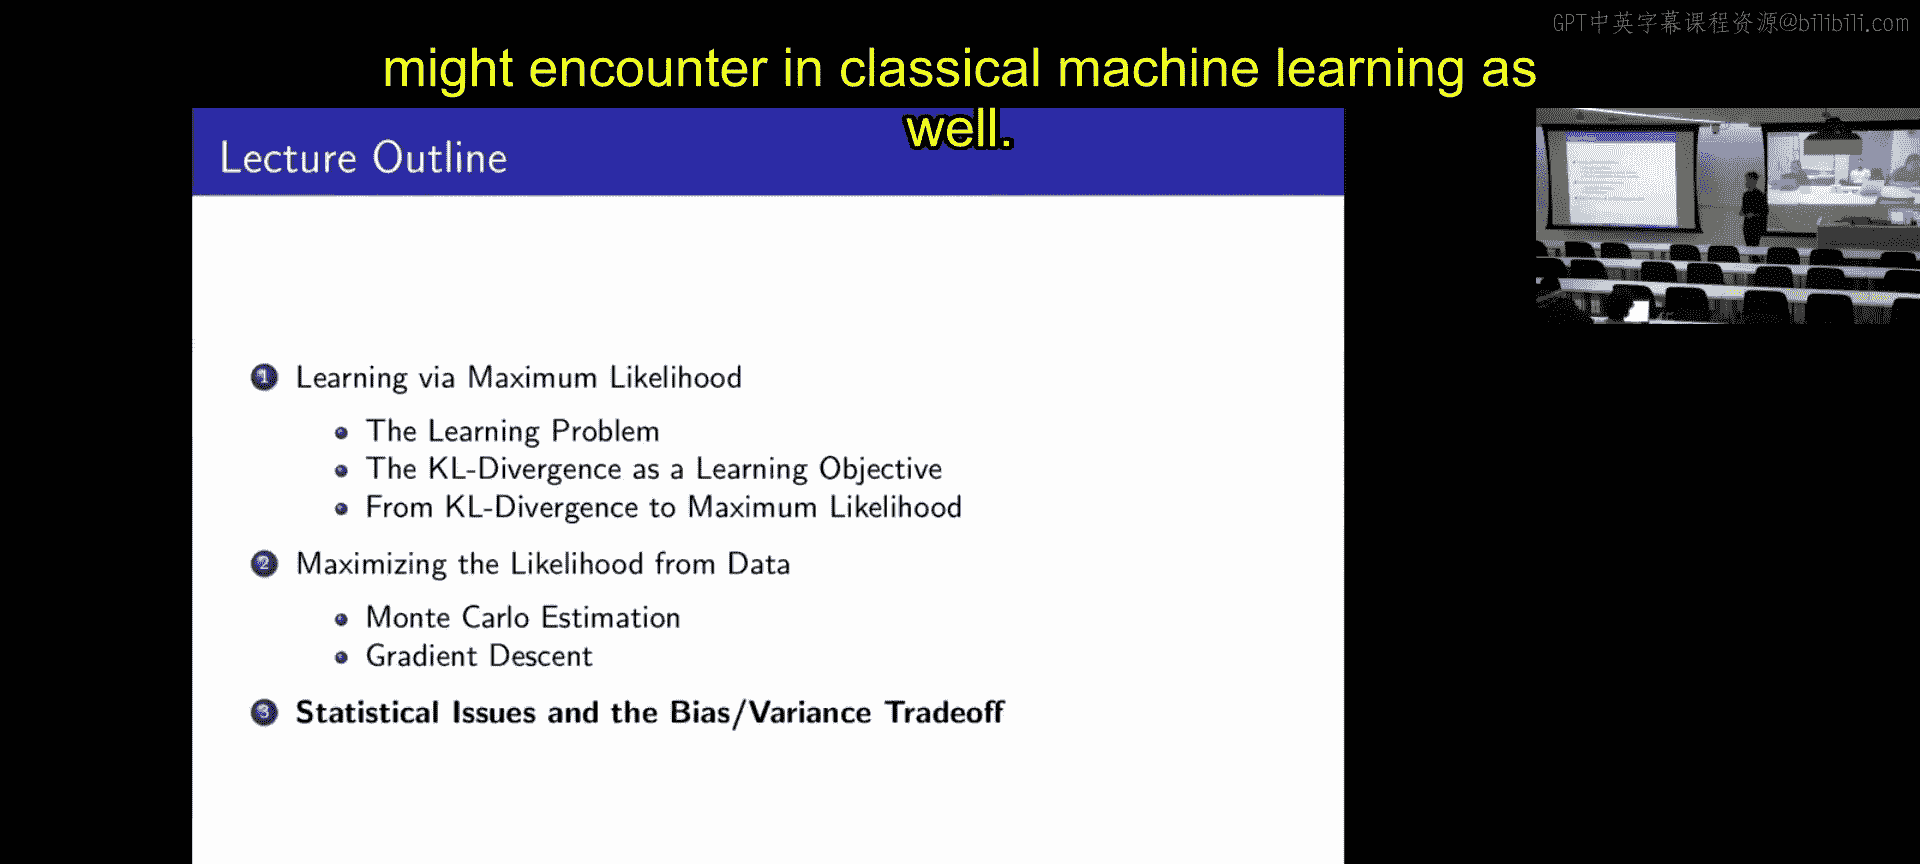 GPT中英字幕课程资源@bilibili.com
might encounter in classical machine learning as
well.
Lecture Outline
1 Learning via Maximum Likelihood
The Learning Problem
The KL-Divergence as a Learning Objective
From KL-Divergence to Maximum Likelihood
2 Maximizing the Likelihood from Data
Monte Carlo Estimation
Gradient Descent
3 Statistical Issues and the Bias/Variance Tradeoff